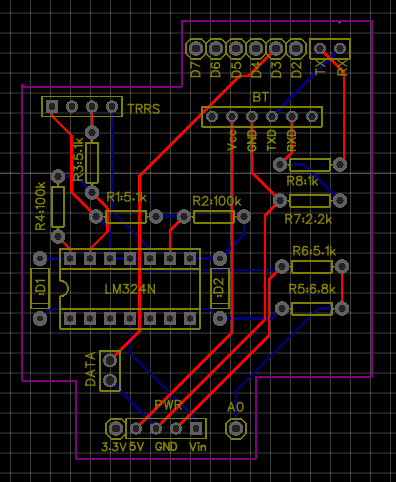 D7 D6 D5 D4 D3 D2 TX RX
BT
TRRS
Vcc GND TXD RXD
R3:5.1k
R8:1k
R4:100k
R1:5.1k
R2:100k
R7:2.2k
R6:5.1k
:D1
LM324N
:D2
R5:6.8k
DATA
PWR
A0
3.3V 5V GND Vin